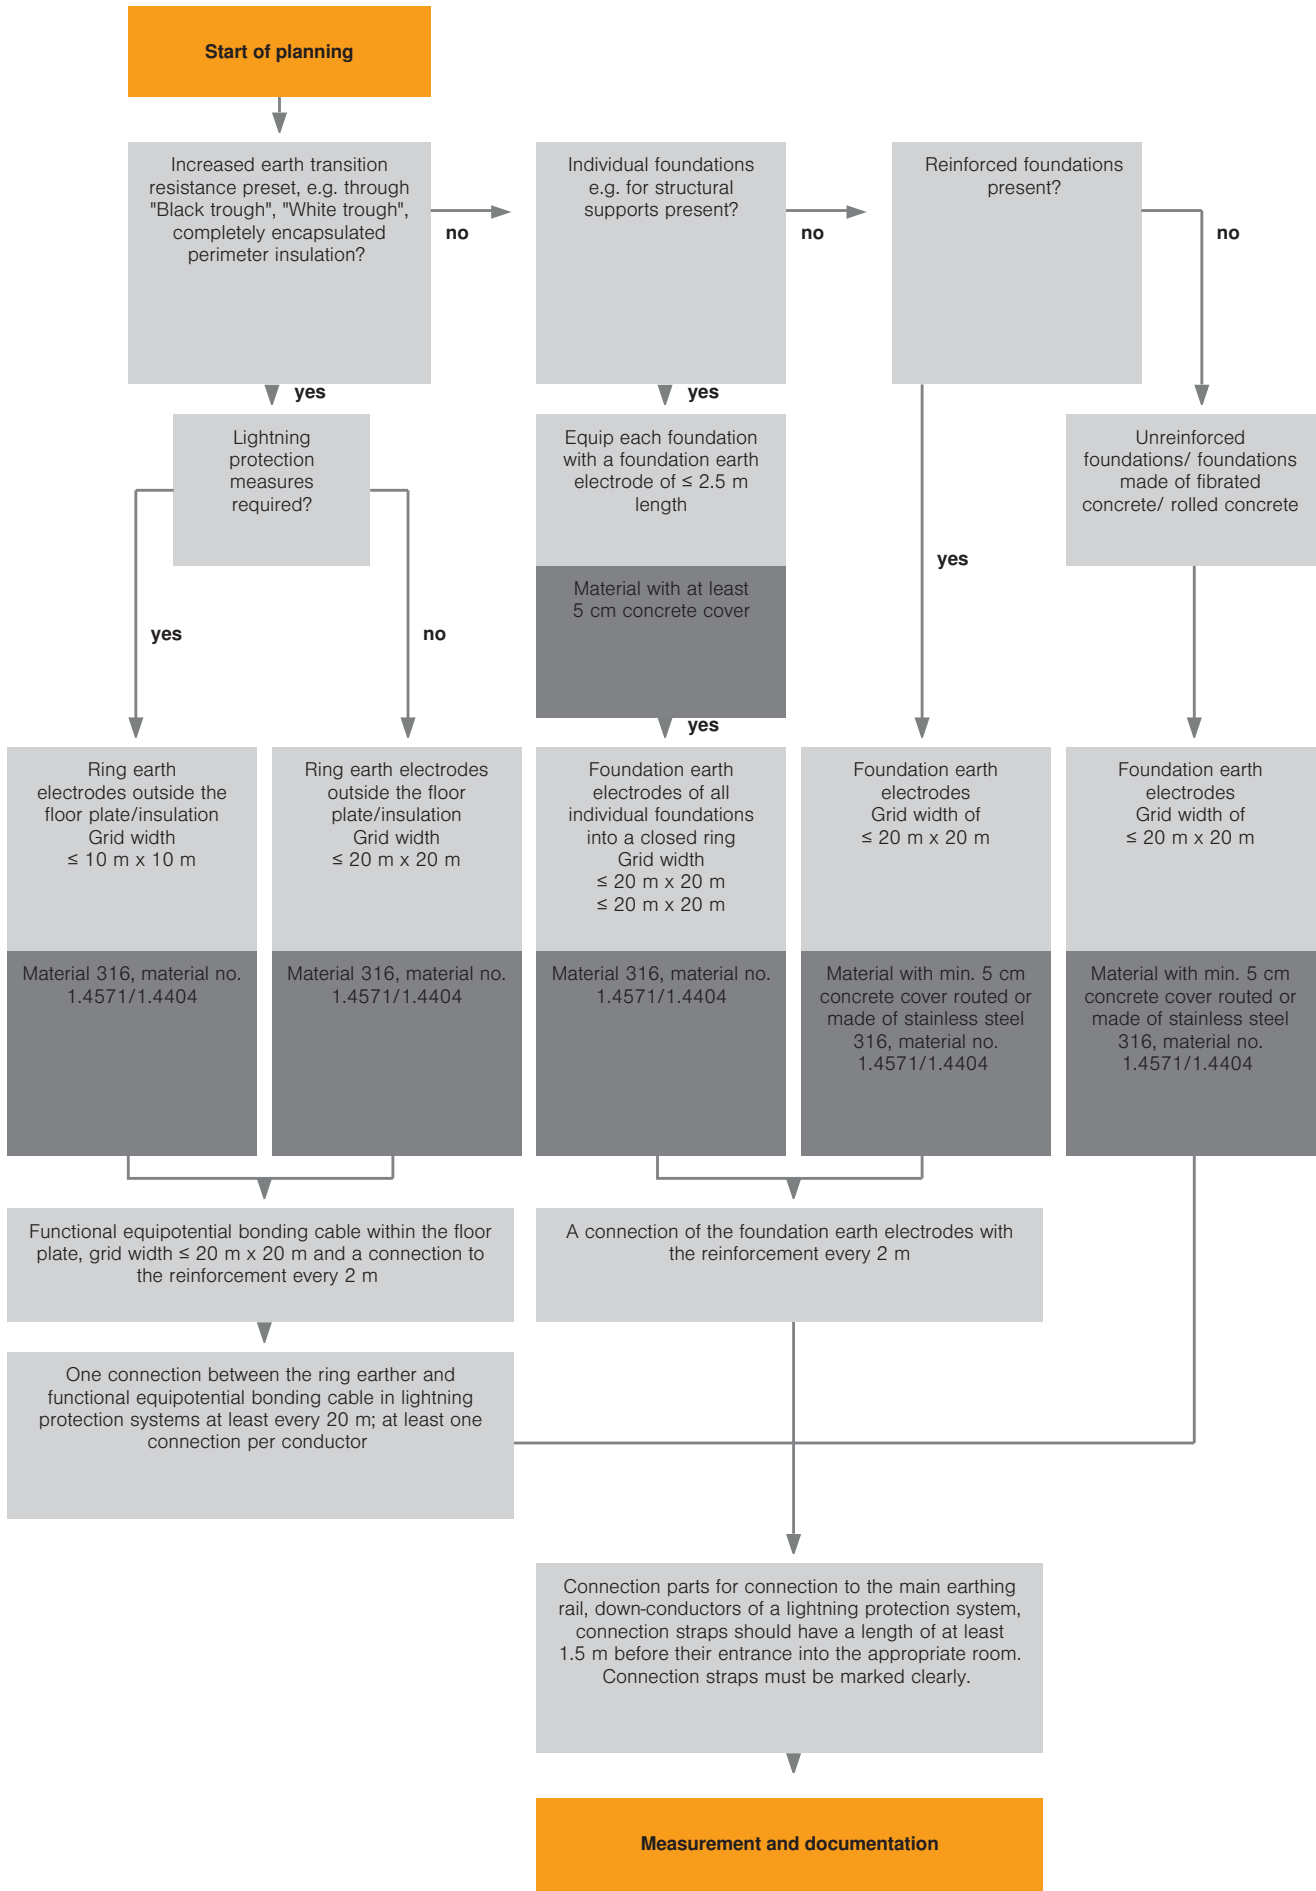 Start of planning
Increased earth transition
resistance preset, e.g. through
"Black trough", "White trough",
completely encapsulated
perimeter insulation?
no
Individual foundations
e.g. for structural
supports present?
no
Reinforced foundations
present?
no
yes
Lightning
protection
measures
required?
yes
no
yes
Equip each foundation
with a foundation earth
electrode of ≤ 2.5 m
length
Material with at least
5 cm concrete cover
yes
yes
Unreinforced
foundations/ foundations
made of fibrated
concrete/ rolled concrete
Ring earth
electrodes outside the
floor plate/insulation
Grid width
≤ 10 m x 10 m
Material 316, material no.
1.4571/1.4404
Ring earth electrodes
outside the floor
plate/insulation
Grid width
≤ 20 m x 20 m
Material 316, material no.
1.4571/1.4404
Foundation earth
electrodes of all
individual foundations
into a closed ring
Grid width
≤ 20 m x 20 m
≤ 20 m x 20 m
Material 316, material no.
1.4571/1.4404
Foundation earth
electrodes
Grid width of
≤ 20 m x 20 m
Material with min. 5 cm
concrete cover routed or
made of stainless steel
316, material no.
1.4571/1.4404
Foundation earth
electrodes
Grid width of
≤ 20 m x 20 m
Material with min. 5 cm
concrete cover routed or
made of stainless steel
316, material no.
1.4571/1.4404
Functional equipotential bonding cable within the floor
plate, grid width ≤ 20 m x 20 m and a connection to
the reinforcement every 2 m
A connection of the foundation earth electrodes with
the reinforcement every 2 m
One connection between the ring earther and
functional equipotential bonding cable in lightning
protection systems at least every 20 m; at least one
connection per conductor
Connection parts for connection to the main earthing
rail, down-conductors of a lightning protection system,
connection straps should have a length of at least
1.5 m before their entrance into the appropriate room.
Connection straps must be marked clearly.
Measurement and documentation